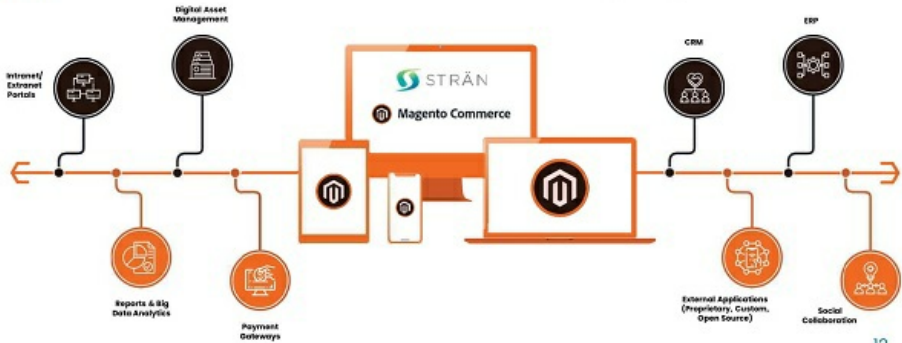 Digital Asset
Management
ERP
CRM
Intranet/
Extranet
Portals
STRÄN
Magento Commerce
Reports & Big
Data Analytics
External Applications
(Proprietary, Custom,
Open Source)
Social
Collaboration
Payment
Gateways